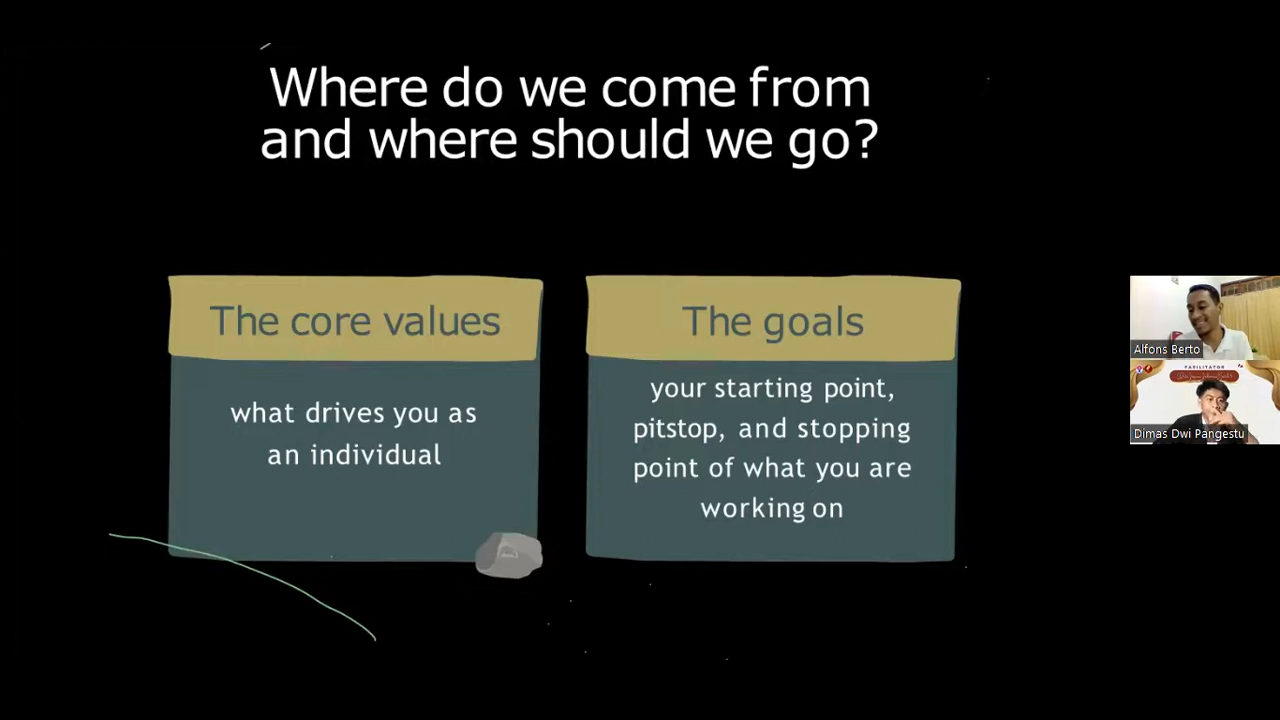 Where do we come from
and where should we go?
The core values
what drives you as
an individual
The goals
your starting point,
pitstop, and stopping
point of what you are
working on
Alfons Berto
FASILITATOR
Dimas Dwi Pangestu